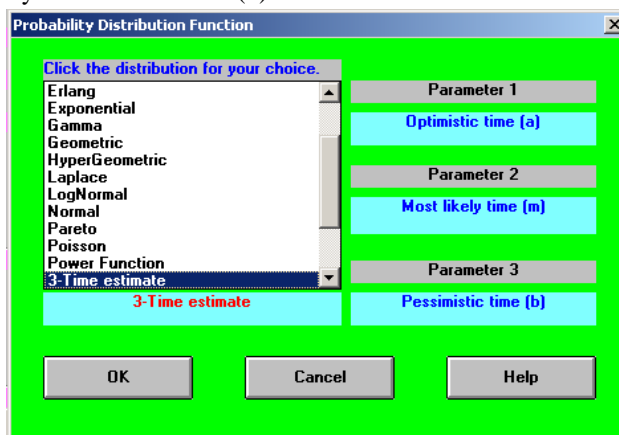 Probability Distribution Function
Click the distribution for your choice.
Erlang
Exponential
Gamma
Geometric
HyperGeometric
Laplace
LogNormal
Normal
Pareto
Poisson
Power Function
3-Time estimate
3-Time estimate
Parameter 1
Optimistic time (a)
Parameter 2
Most likely time (m)
Parameter 3
Pessimistic time (b)
OK
Cancel
Help